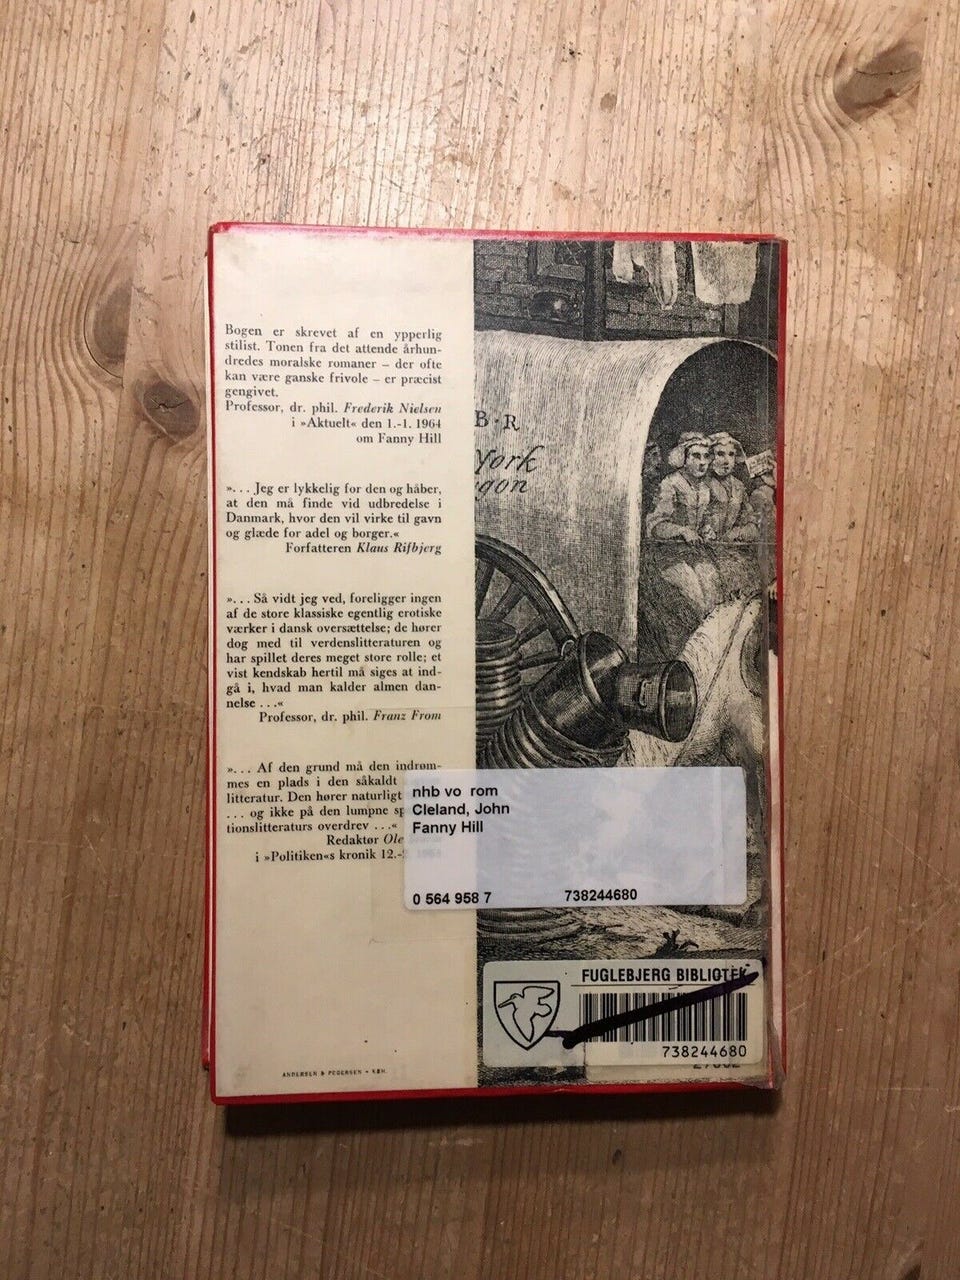 Bogen er skrevet af en ypperlig
stilist. Tonen fra det attende århun-
dredes moralske romaner – der ofte
kan være ganske frivole – er præcist
gengivet.
Professor, dr. phil. Frederik Nielsen
i »Aktuelt« den 1.-1. 1964
om Fanny Hill
»... Jeg er lykkelig for den og håber,
at den må finde vid udbredelse i
Danmark, hvor den vil virke til gavn
og glæde for adel og borger.«
Forfatteren Klaus Rifbjerg
»... Så vidt jeg ved, foreligger ingen
af de store klassiske egentlig erotiske
værker i dansk oversættelse; de hører
dog med til verdenslitteraturen og
har spillet deres meget store rolle; et
vist kendskab hertil må siges at ind-
gå i, hvad man kalder almen dan-
nelse ...«
Professor, dr. phil. Franz From
»... Af den grund må den indrøm-
mes en plads i den såkaldt
litteratur. Den hører naturligt
... og ikke på den lumpne sp
tionslitteraturs overdrev ...«
Redaktør Ole
i »Politiken«s kronik 12.-
ANDERSEN & PEDERSEN • KBH.
B·R
York
gon
nhb vo rom
Cleland, John
Fanny Hill
0 564 958 7 738244680
FUGLEBJERG BIBLIOTEK
738244680